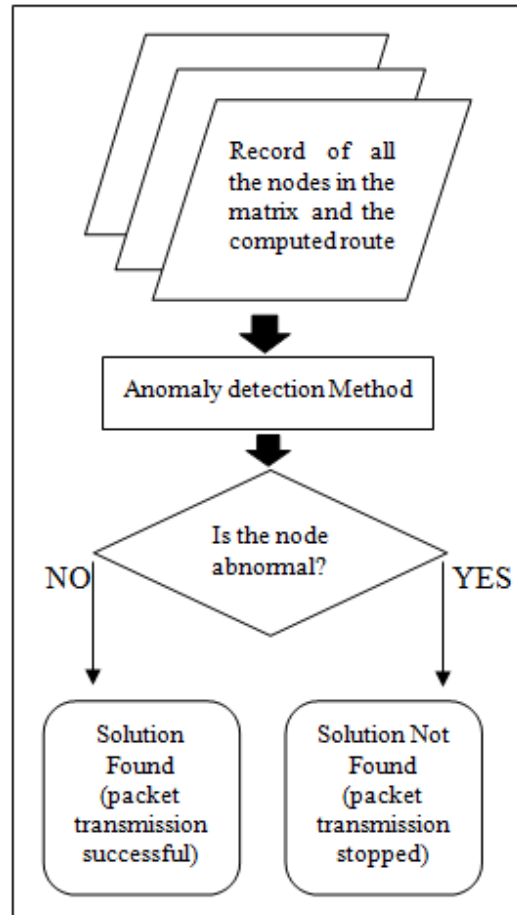 Record of all
the nodes in the
matrix and the
computed route
Anomaly detection Method
Is the node
abnormal?
NO
YES
Solution
Found
(packet
transmission
successful)
Solution Not
Found
(packet
transmission
stopped)